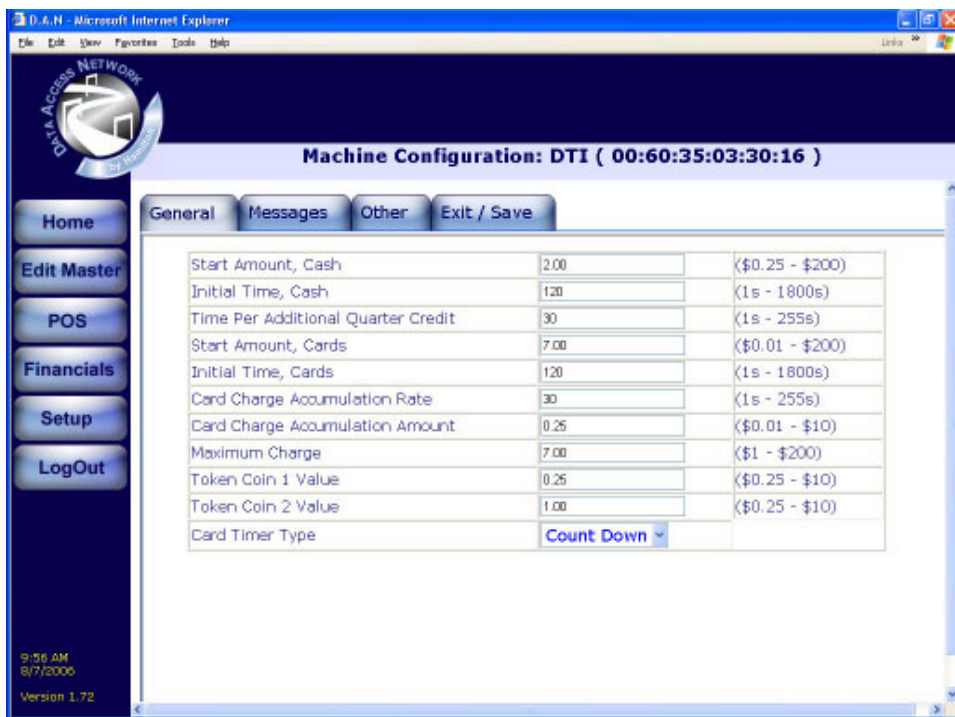 D.A.N - Microsoft Internet Explorer
File Edit View Favorites Tools Help
Links »
DATA ACCESS NETWORK
by Hamilton
Machine Configuration: DTI ( 00:60:35:03:30:16 )
General Messages Other Exit / Save
Home
Edit Master
POS
Financials
Setup
LogOut
Start Amount, Cash 2.00 ($0.25 - $200)
Initial Time, Cash 120 (1s - 1800s)
Time Per Additional Quarter Credit 30 (1s - 255s)
Start Amount, Cards 7.00 ($0.01 - $200)
Initial Time, Cards 120 (1s - 1800s)
Card Charge Accumulation Rate 30 (1s - 255s)
Card Charge Accumulation Amount 0.25 ($0.01 - $10)
Maximum Charge 7.00 ($1 - $200)
Token Coin 1 Value 0.25 ($0.25 - $10)
Token Coin 2 Value 1.00 ($0.25 - $10)
Card Timer Type Count Down
9:56 AM
8/7/2006
Version 1.72